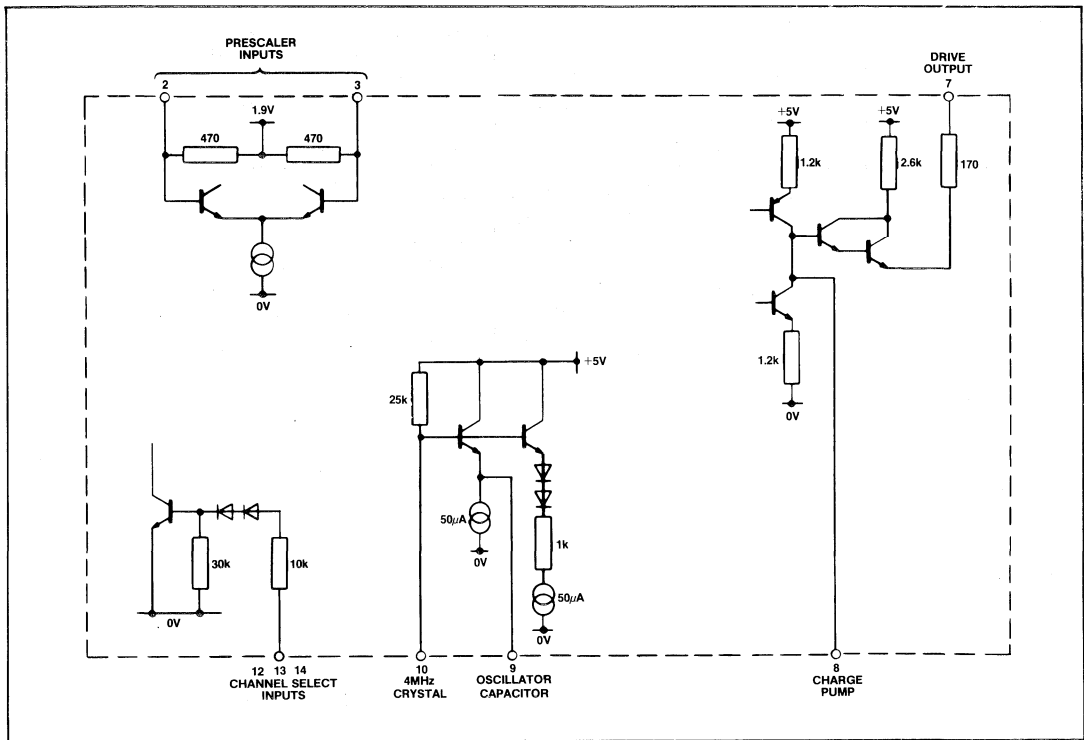 PRESCALER
INPUTS
2
3
1.9V
470
470
0V
DRIVE
OUTPUT
7
+5V
+5V
1.2k
2.6k
170
1.2k
0V
+5V
25k
50μA
0V
1k
50μA
0V
30k
10k
0V
12 13 14
CHANNEL SELECT
INPUTS
10
4MHz
CRYSTAL
9
OSCILLATOR
CAPACITOR
8
CHARGE
PUMP